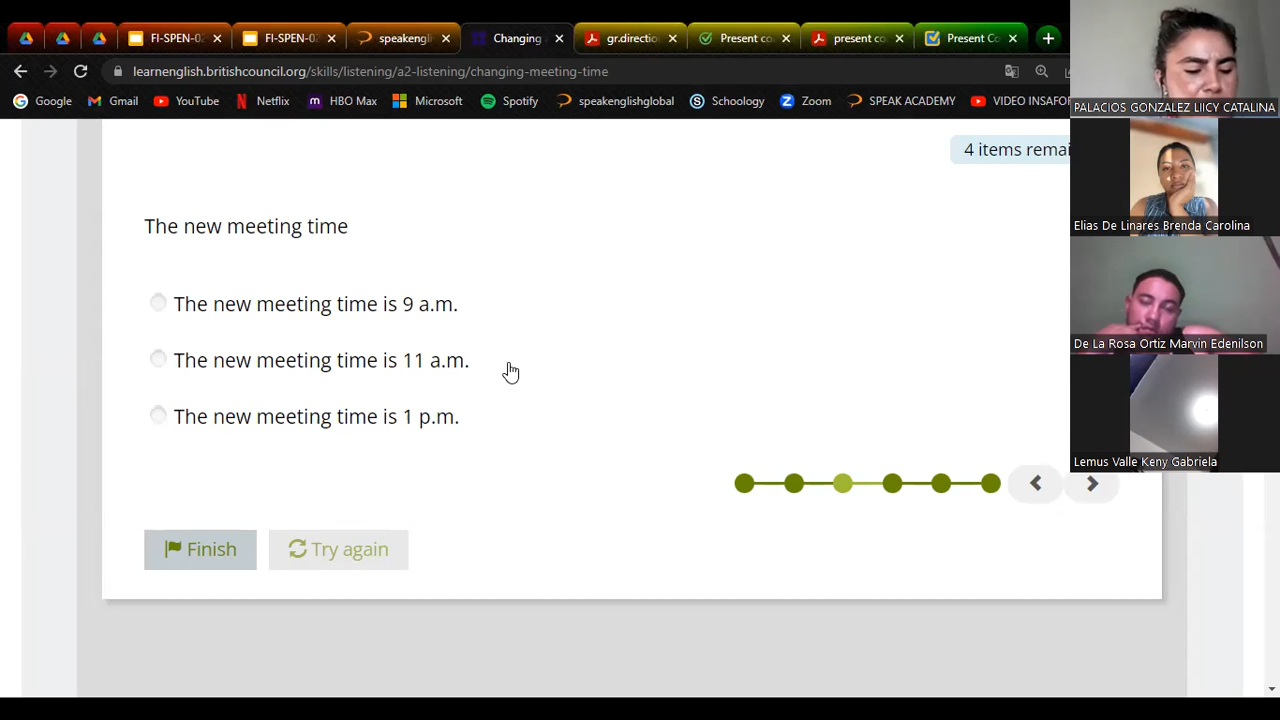 FI-SPEN-02
FI-SPEN-02
speakengli
Changing
gr.directio
Present co
present co
Present Co
learnenglish.britishcouncil.org/skills/listening/a2-listening/changing-meeting-time
Google
Gmail
YouTube
Netflix
HBO Max
Microsoft
Spotify
speakenglishglobal
Schoology
Zoom
SPEAK ACADEMY
VIDEO INSAFOR
PALACIOS GONZALEZ LIICY CATALINA
4 items remai
Elias De Linares Brenda Carolina
The new meeting time
The new meeting time is 9 a.m.
De La Rosa Ortiz Marvin Edenilson
The new meeting time is 11 a.m.
The new meeting time is 1 p.m.
Lemus Valle Keny Gabriela
Finish
Try again